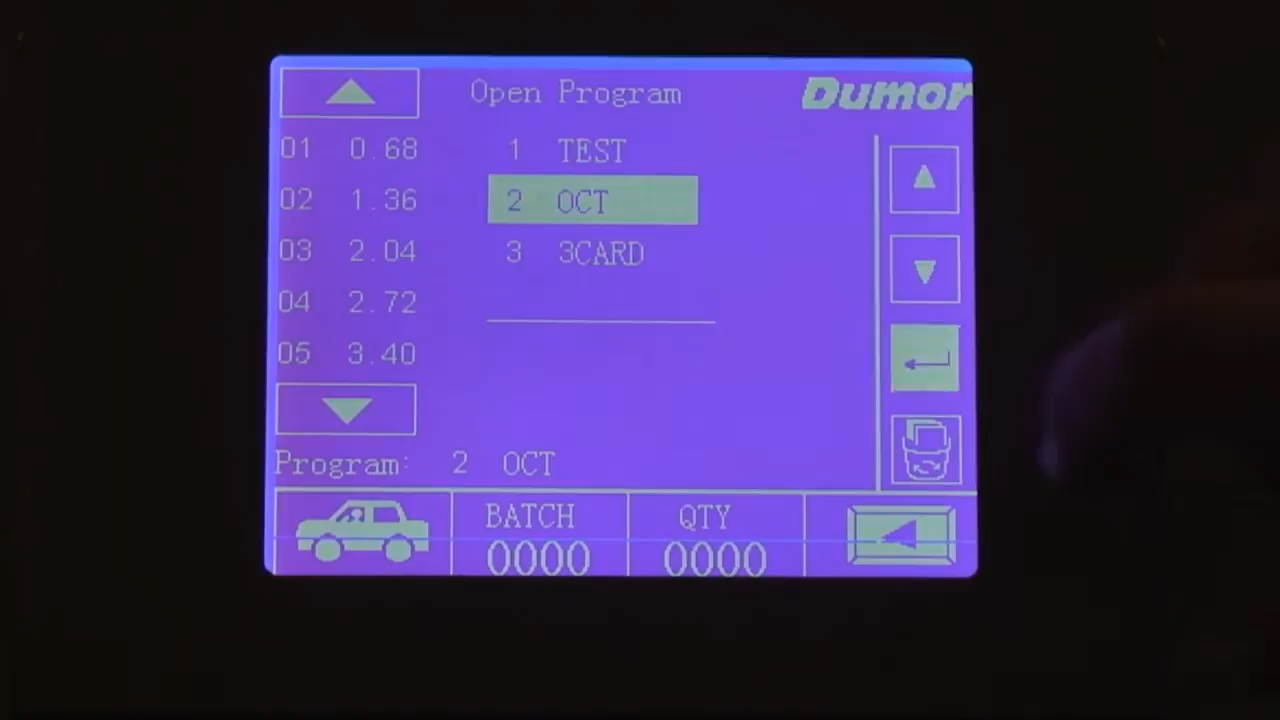 Open Program
Dumor
01 0.68
02 1.36
03 2.04
04 2.72
05 3.40
1 TEST
2 OCT
3 3CARD
Program: 2 OCT
BATCH
0000
QTY
0000